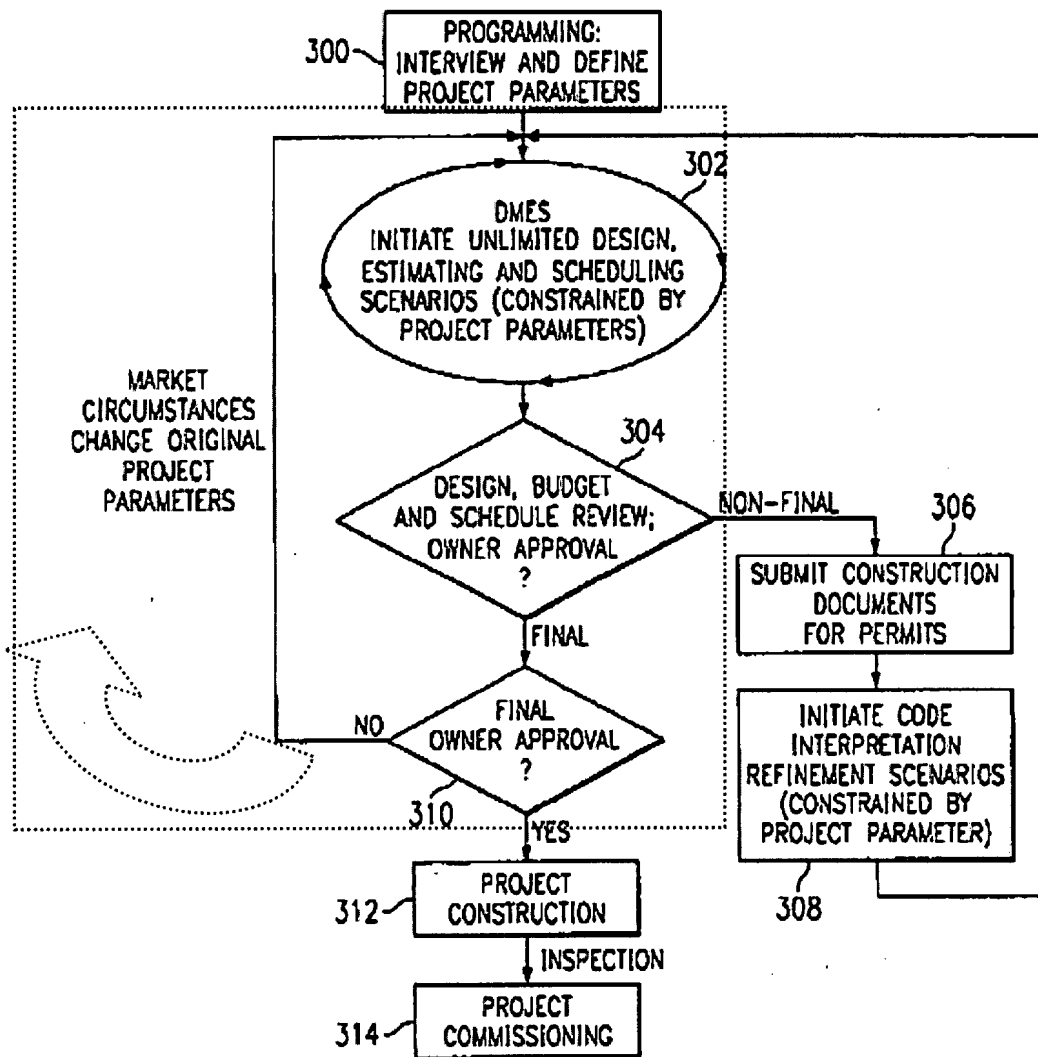 300
PROGRAMMING:
INTERVIEW AND DEFINE
PROJECT PARAMETERS
302
DMES
INITIATE UNLIMITED DESIGN,
ESTIMATING AND SCHEDULING
SCENARIOS (CONSTRAINED BY
PROJECT PARAMETERS)
MARKET
CIRCUMSTANCES
CHANGE ORIGINAL
PROJECT
PARAMETERS
304
DESIGN, BUDGET
AND SCHEDULE REVIEW;
OWNER APPROVAL
?
NON-FINAL
306
SUBMIT CONSTRUCTION
DOCUMENTS
FOR PERMITS
FINAL
INITIATE CODE
INTERPRETATION
REFINEMENT SCENARIOS
(CONSTRAINED BY
PROJECT PARAMETER)
308
NO
FINAL
OWNER APPROVAL
?
310
YES
312
PROJECT
CONSTRUCTION
INSPECTION
314
PROJECT
COMMISSIONING